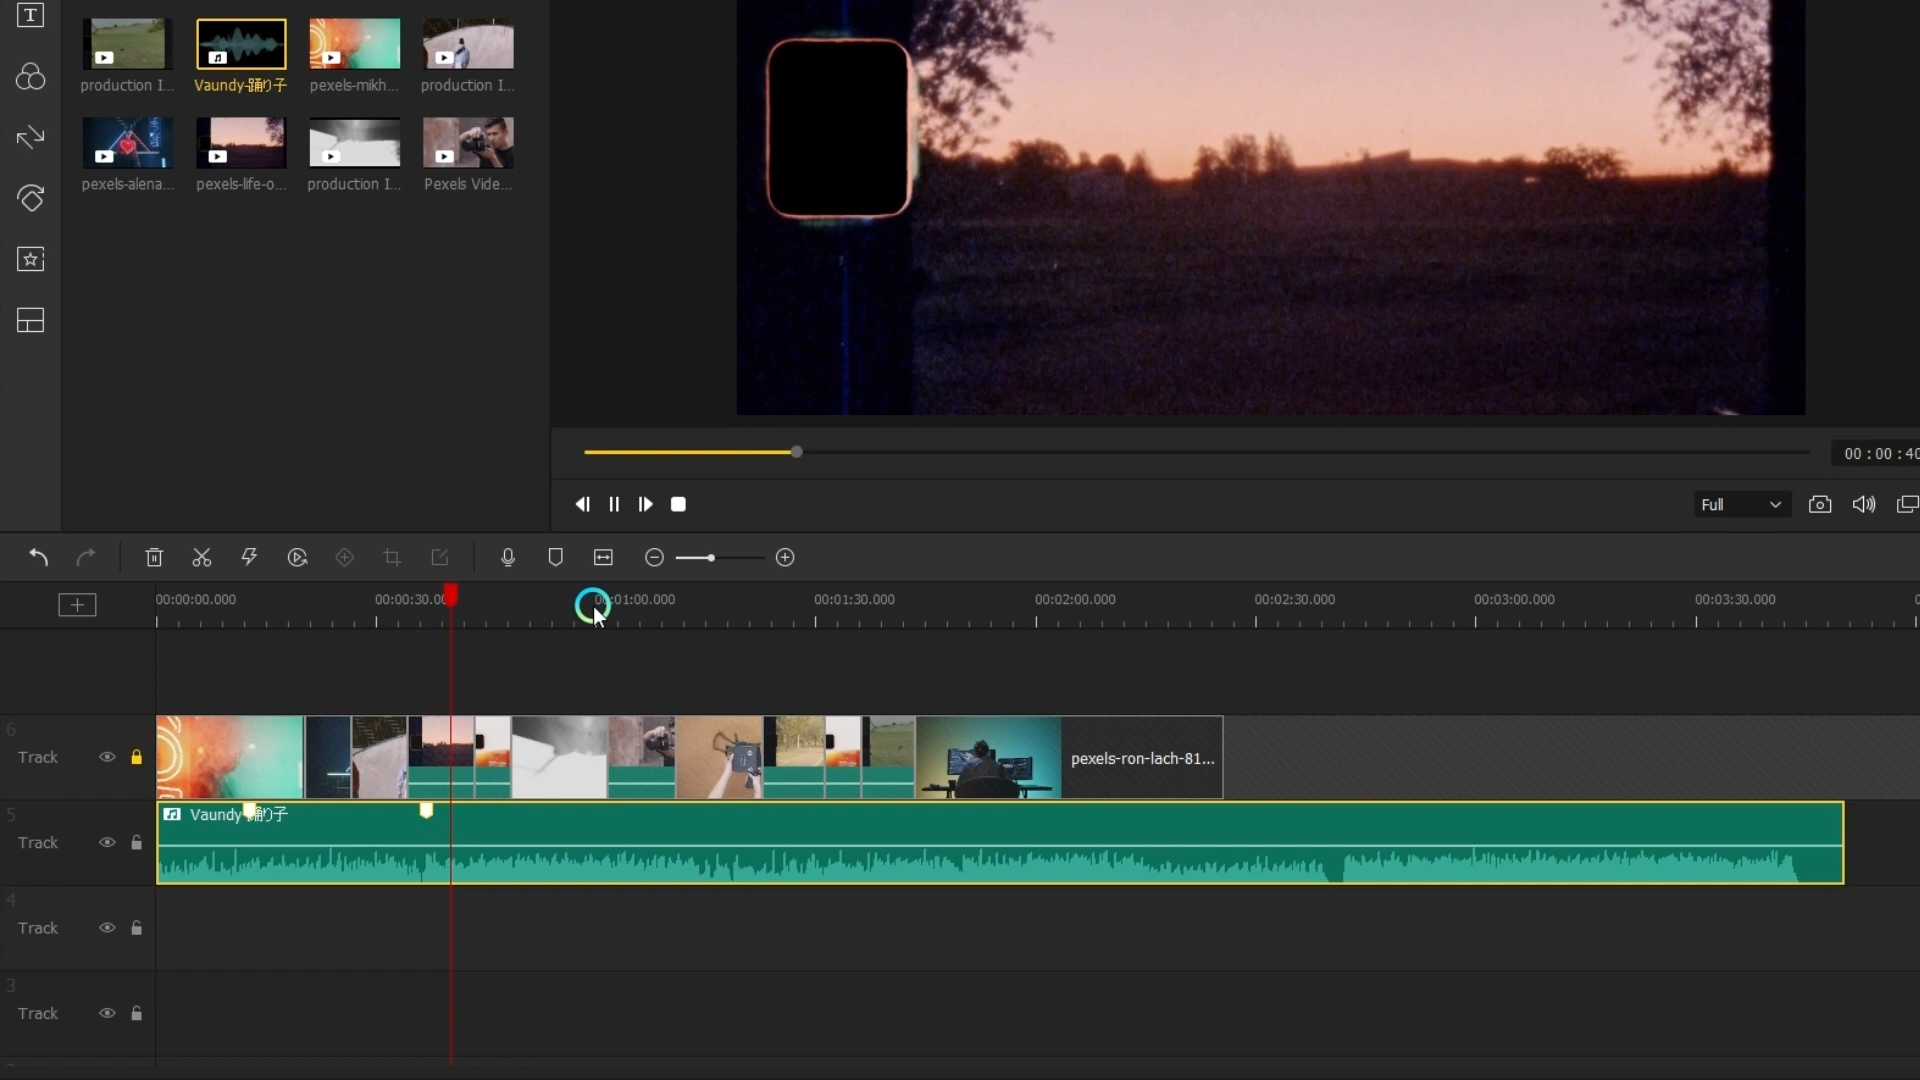 T
production I...
Vaundy-踊り子
pexels-mikh...
production I...
pexels-alena...
pexels-life-o...
production I...
Pexels Vide...
00 : 00 : 40
Full
00:00:00.000
00:00:30.00
00:01:00.000
00:01:30.000
00:02:00.000
00:02:30.000
00:03:00.000
00:03:30.000
6
Track
pexels-ron-lach-81...
5
Track
Vaundy 踊り子
4
Track
3
Track